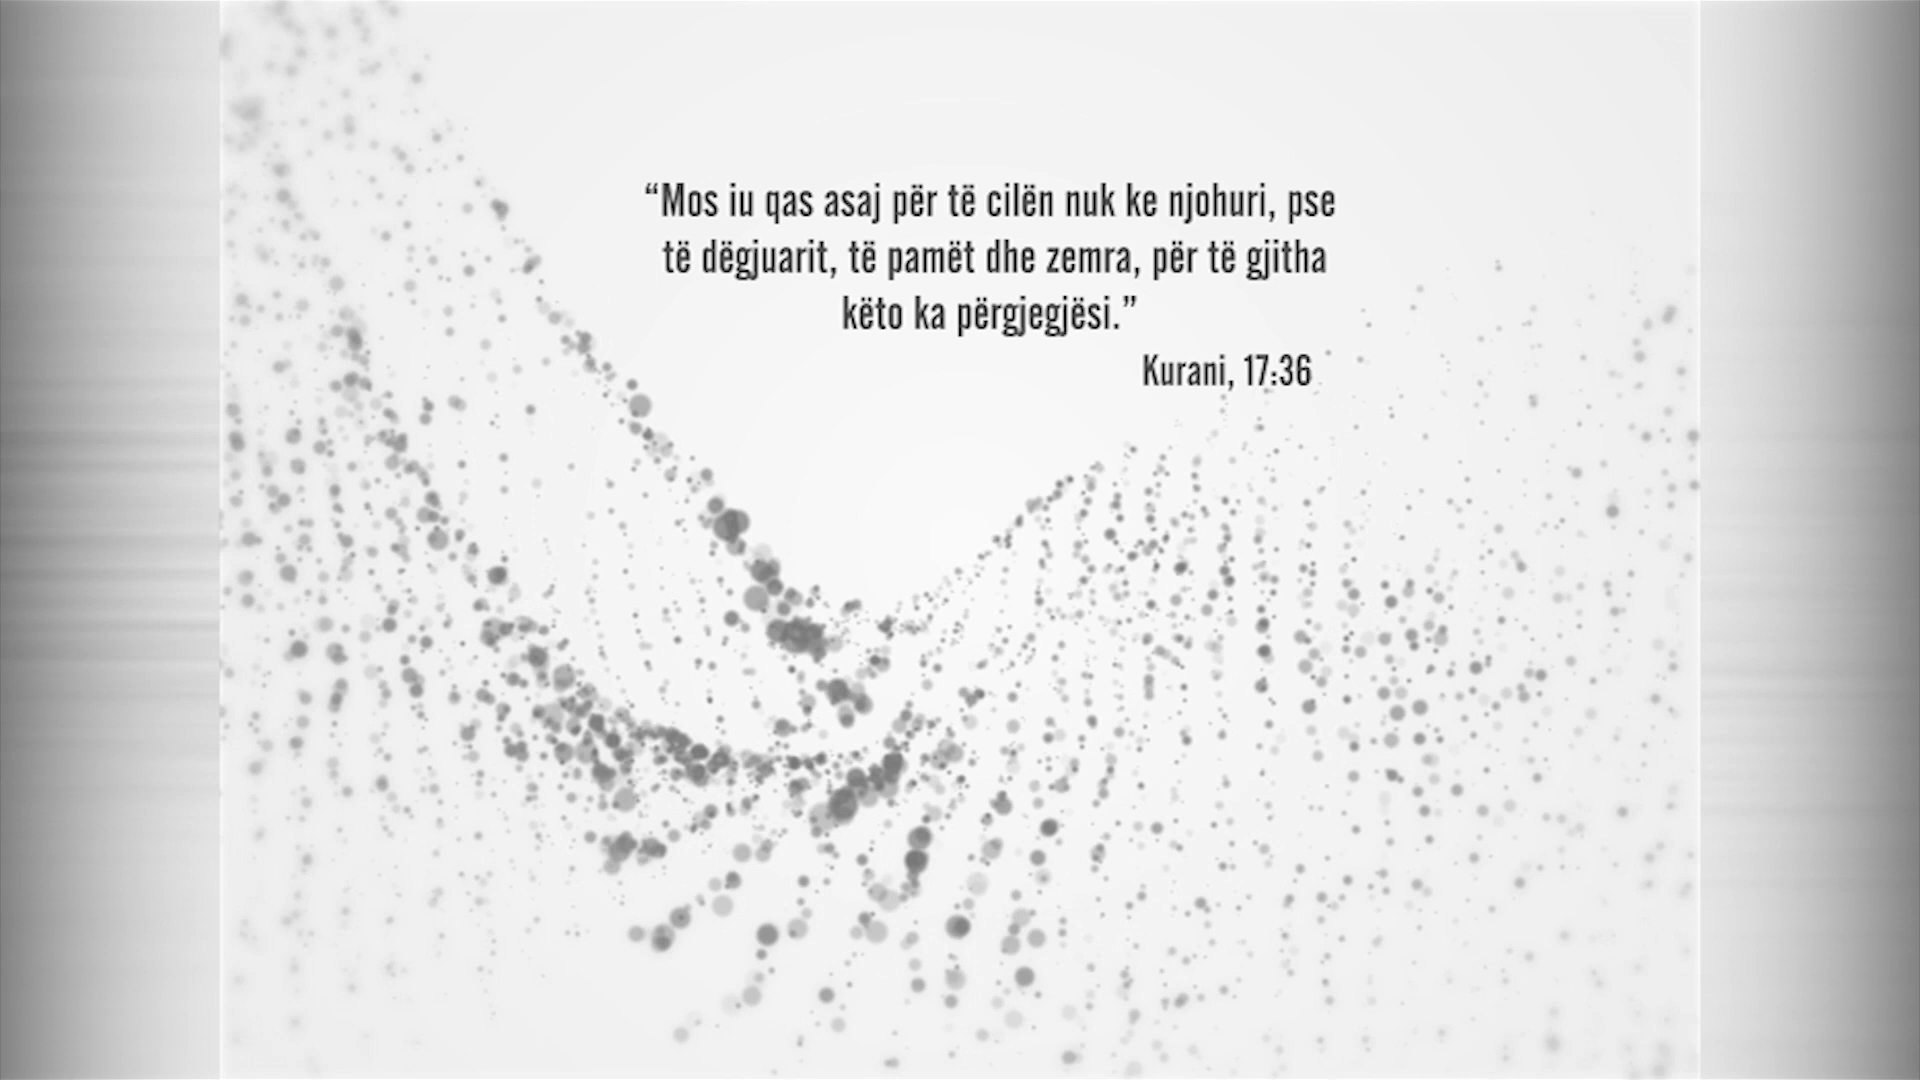 “Mos iu qas asaj për të cilën nuk ke njohuri, pse
të dëgjuarit, të pamët dhe zemra, për të gjitha
këto ka përgjegjësi.”
Kurani, 17:36